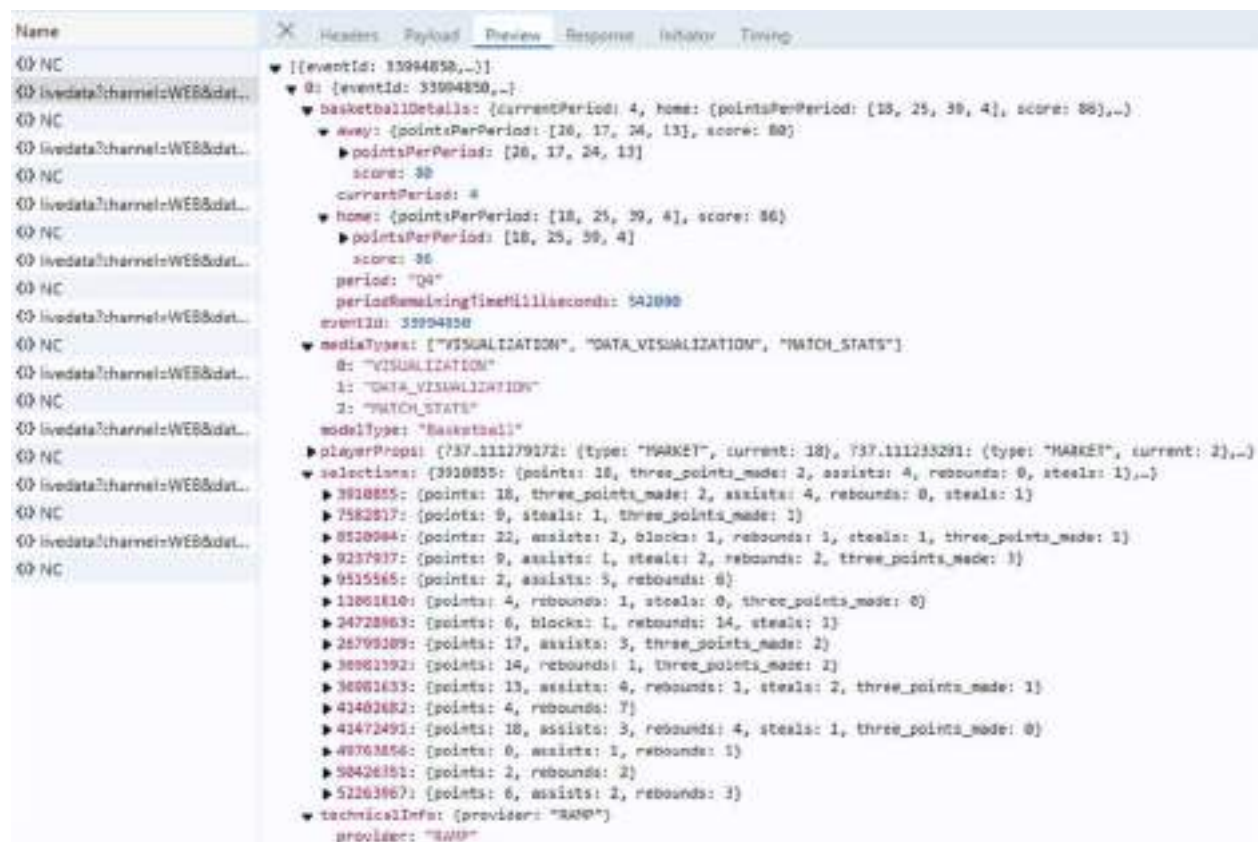 Name
NC
livedata?channel=WEB&dat...
NC
livedata?channel=WEB&dat...
NC
livedata?channel=WEB&dat...
NC
livedata?channel=WEB&dat...
NC
livedata?channel=WEB&dat...
NC
livedata?channel=WEB&dat...
NC
livedata?channel=WEB&dat...
NC
livedata?channel=WEB&dat...
NC
livedata?channel=WEB&dat...
NC
Headers Payload Preview Response Initiator Timing
[{eventId: 33994850,…}]
0: {eventId: 33994850,…}
basketballDetails: {currentPeriod: 4, home: {pointsPerPeriod: [18, 25, 39, 4], score: 86},…}
away: {pointsPerPeriod: [26, 17, 24, 13], score: 80}
pointsPerPeriod: [26, 17, 24, 13]
score: 80
currentPeriod: 4
home: {pointsPerPeriod: [18, 25, 39, 4], score: 86}
pointsPerPeriod: [18, 25, 39, 4]
score: 86
period: "Q4"
periodRemainingTimeMilliseconds: 542000
eventId: 33994850
mediaTypes: ["VISUALIZATION", "DATA_VISUALIZATION", "MATCH_STATS"]
0: "VISUALIZATION"
1: "DATA_VISUALIZATION"
2: "MATCH_STATS"
modelType: "Basketball"
playerProps: {737.111279172: {type: "MARKET", current: 18}, 737.111233201: {type: "MARKET", current: 2},…}
selections: {3910855: {points: 18, three_points_made: 2, assists: 4, rebounds: 0, steals: 1},…}
3910855: {points: 18, three_points_made: 2, assists: 4, rebounds: 0, steals: 1}
7582817: {points: 9, steals: 1, three_points_made: 1}
8520904: {points: 22, assists: 2, blocks: 1, rebounds: 1, steals: 1, three_points_made: 1}
9237937: {points: 9, assists: 1, steals: 2, rebounds: 2, three_points_made: 3}
9515565: {points: 2, assists: 5, rebounds: 6}
11061810: {points: 4, rebounds: 1, steals: 0, three_points_made: 0}
24728963: {points: 6, blocks: 1, rebounds: 14, steals: 1}
26799309: {points: 17, assists: 3, three_points_made: 2}
36981592: {points: 14, rebounds: 1, three_points_made: 2}
36981633: {points: 13, assists: 4, rebounds: 1, steals: 2, three_points_made: 1}
41402682: {points: 4, rebounds: 7}
41472491: {points: 18, assists: 3, rebounds: 4, steals: 1, three_points_made: 0}
49763856: {points: 0, assists: 1, rebounds: 1}
50426351: {points: 2, rebounds: 2}
52263967: {points: 6, assists: 2, rebounds: 3}
technicalInfo: {provider: "RAMP"}
provider: "RAMP"